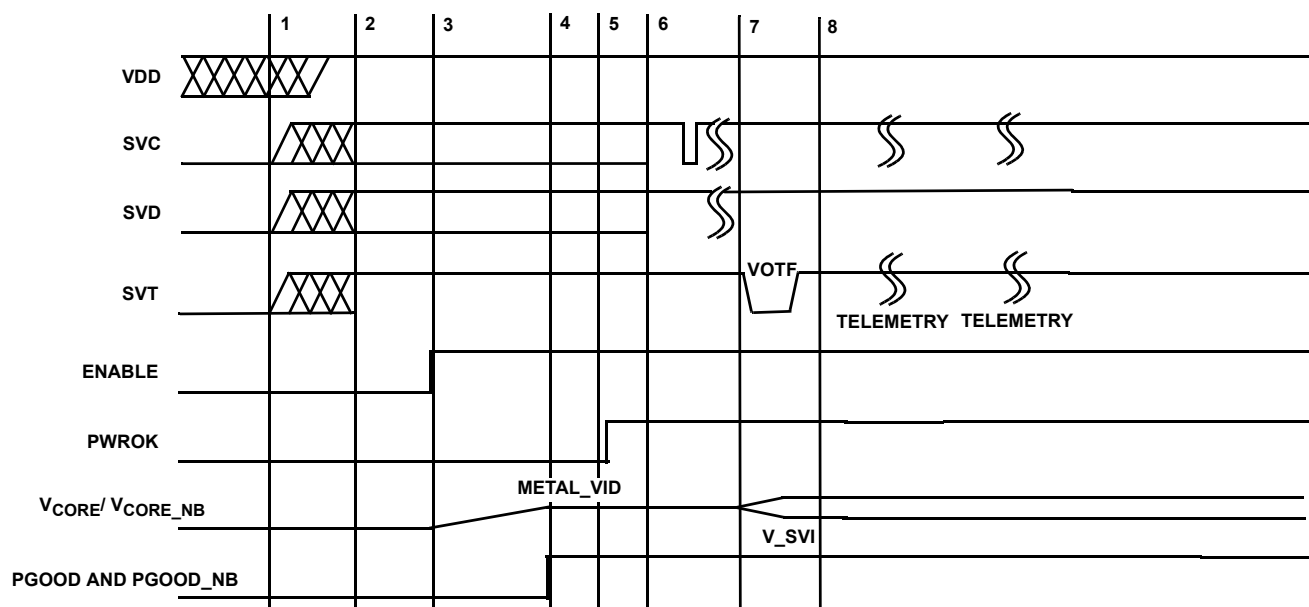 1 2 3 4 5 6 7 8
VDD
SVC
SVD
VOTF
SVT
TELEMETRY TELEMETRY
ENABLE
PWROK
METAL_VID
VCORE/ VCORE_NB
V_SVI
PGOOD AND PGOOD_NB